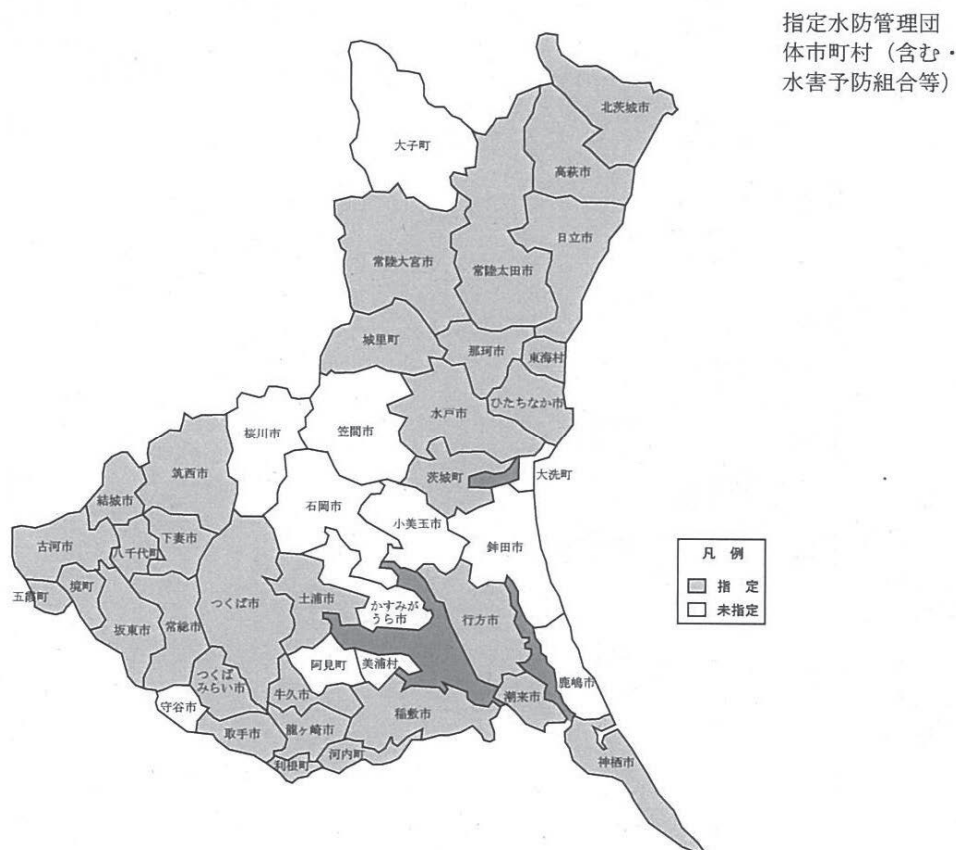 指定水防管理団
体市町村（含む・
水害予防組合等）
北茨城市
大子町
高萩市
日立市
常陸大宮市
常陸太田市
城里町
那珂市
東海村
ひたちなか市
水戸市
桜川市
笠間市
茨城町
大洗町
筑西市
結城市
石岡市
小美玉市
鉾田市
古河市
八千代町
下妻市
五霞町
境町
坂東市
常総市
つくば市
土浦市
かすみが
うら市
行方市
阿見町
美浦村
つくば
みらい市
牛久市
守谷市
取手市
龍ヶ崎市
稲敷市
潮来市
鹿嶋市
利根町
河内町
神栖市
凡 例
指 定
未指定